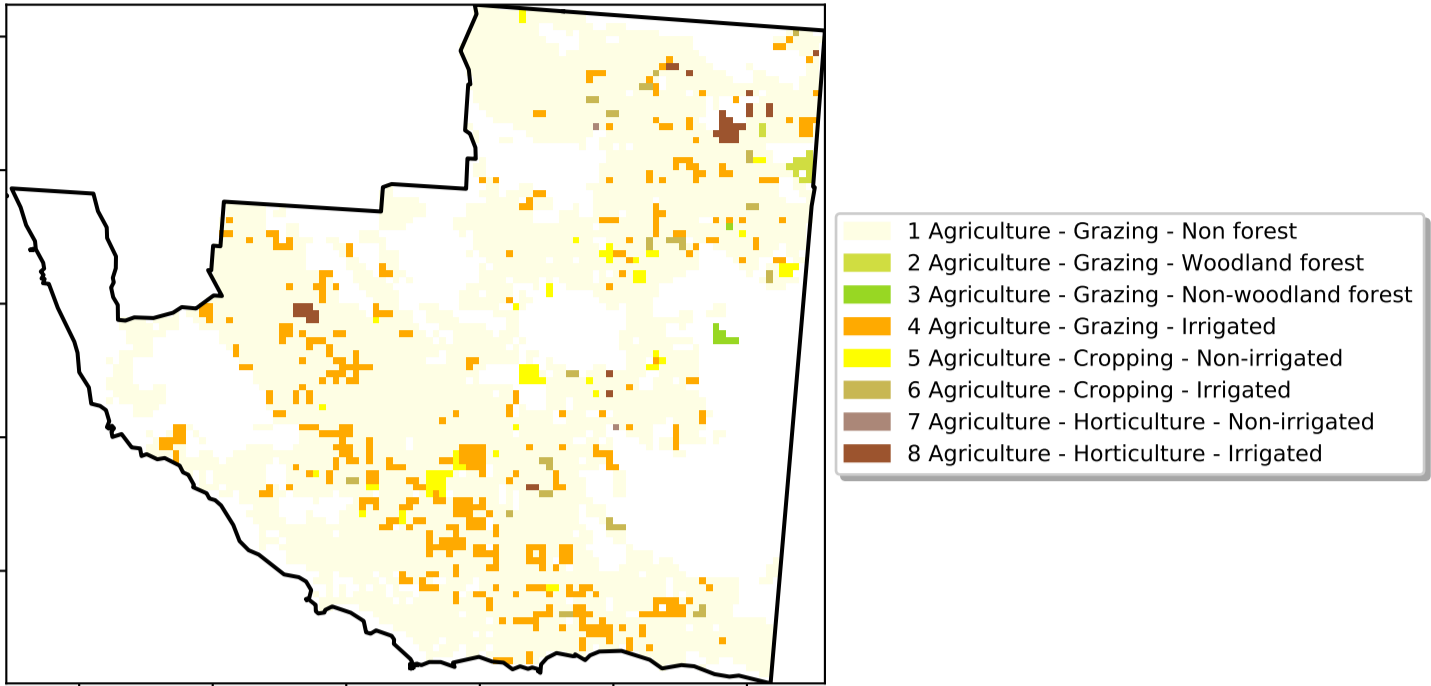 1 Agriculture - Grazing - Non forest
2 Agriculture - Grazing - Woodland forest
3 Agriculture - Grazing - Non-woodland forest
4 Agriculture - Grazing - Irrigated
5 Agriculture - Cropping - Non-irrigated
6 Agriculture - Cropping - Irrigated
7 Agriculture - Horticulture - Non-irrigated
8 Agriculture - Horticulture - Irrigated